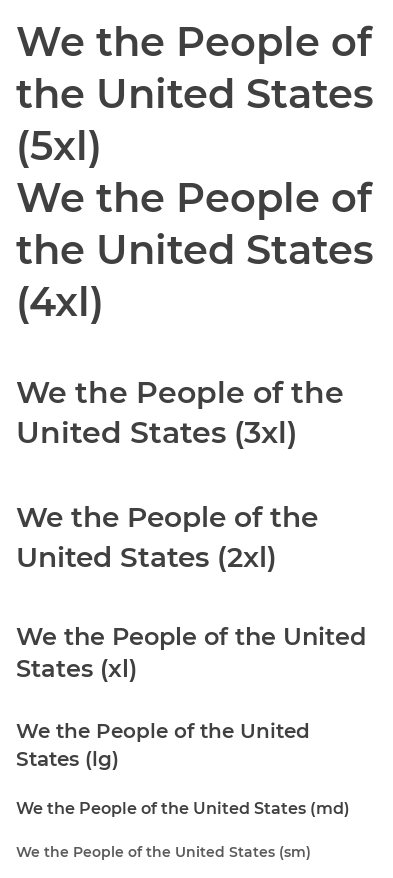 We the People of
the United States
(5xl)
We the People of
the United States
(4xl)
We the People of the
United States (3xl)
We the People of the
United States (2xl)
We the People of the United
States (xl)
We the People of the United
States (lg)
We the People of the United States (md)
We the People of the United States (sm)